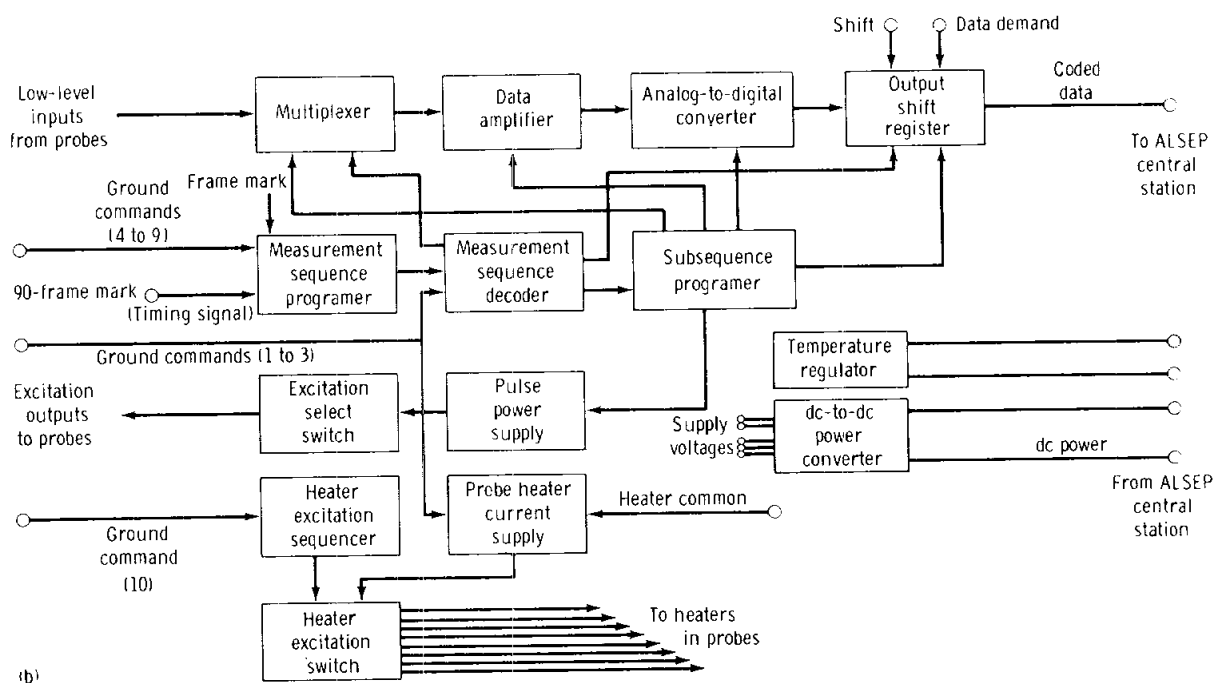 Shift
Data demand
Low-level
inputs
from probes
Multiplexer
Data
amplifier
Analog-to-digital
converter
Output
shift
register
Coded
data
To ALSEP
central
station
Frame mark
Ground
commands
(4 to 9)
Measurement
sequence
programer
Measurement
sequence
decoder
Subsequence
programer
90-frame mark
(Timing signal)
Ground commands (1 to 3)
Temperature
regulator
Excitation
outputs
to probes
Excitation
select
switch
Pulse
power
supply
Supply
voltages
dc-to-dc
power
converter
dc power
From ALSEP
central
station
Heater
excitation
sequencer
Probe heater
current
supply
Heater common
Ground
command
(10)
Heater
excitation
switch
To heaters
in probes
(b)